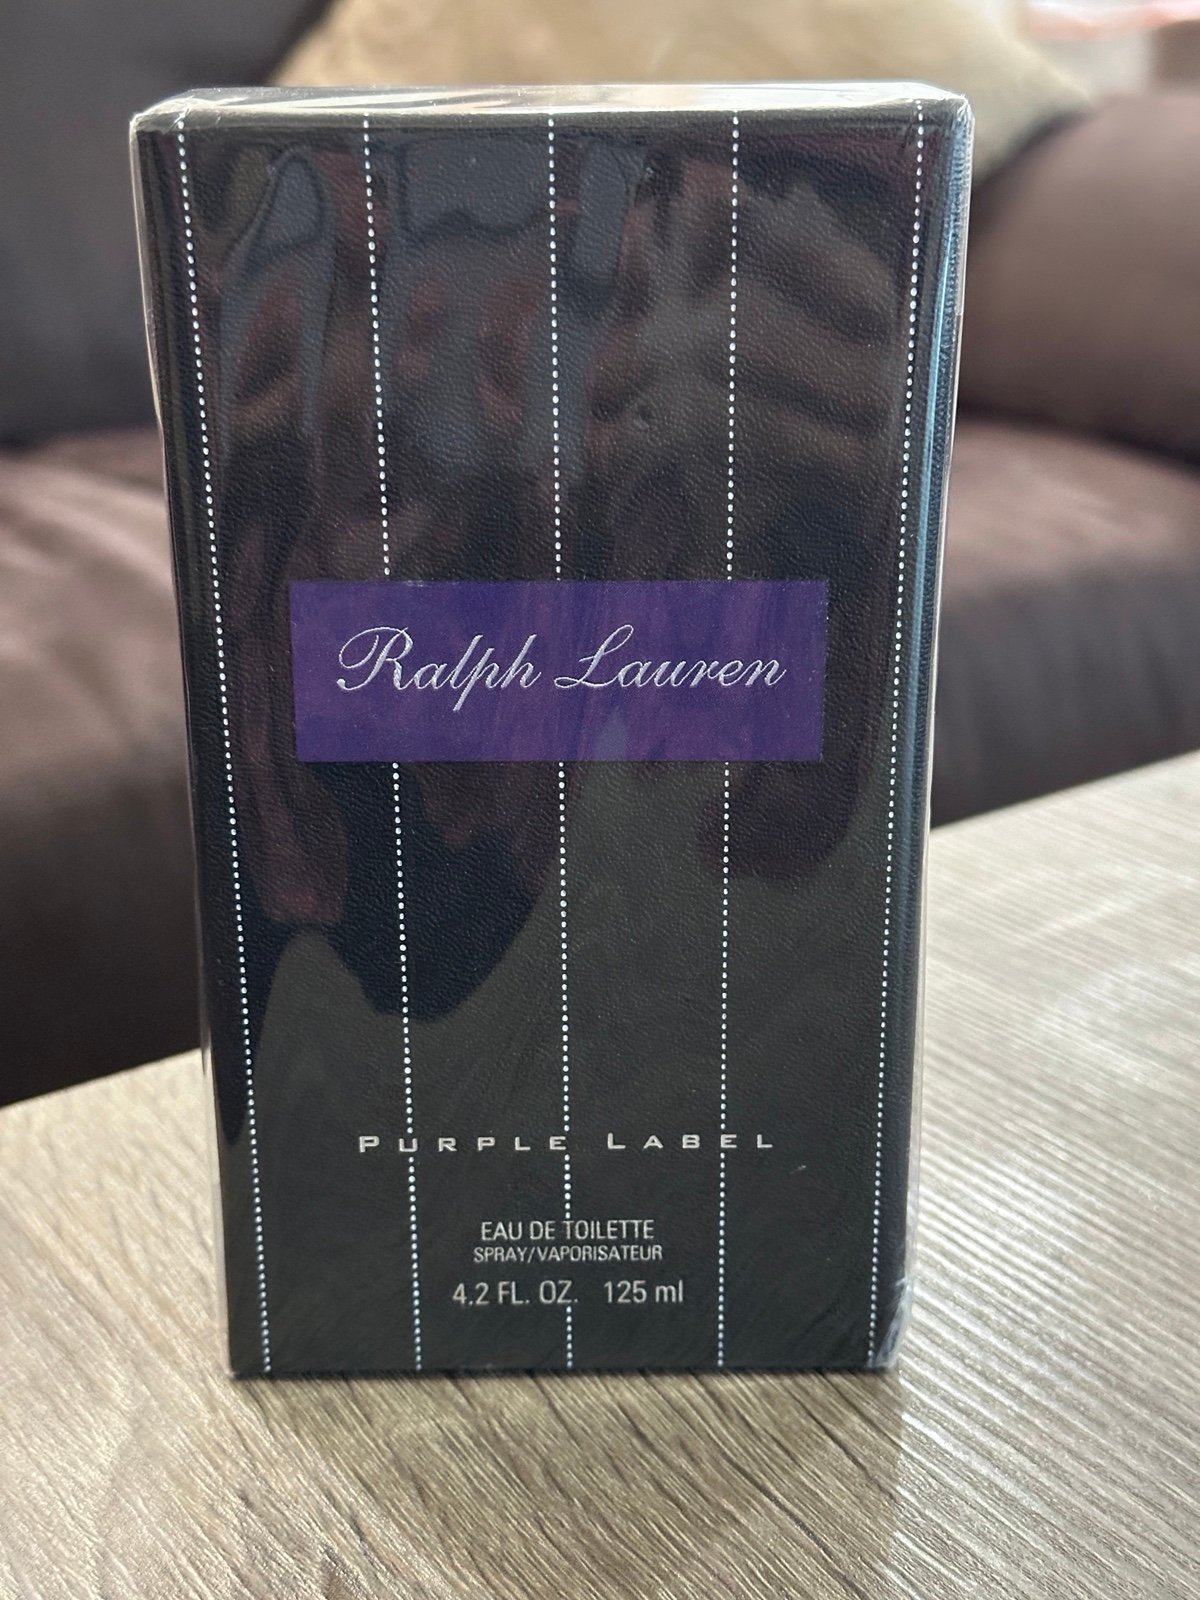 Ralph Lauren
PURPLE LABEL
EAU DE TOILETTE
SPRAY/VAPORISATEUR
4.2 FL. OZ. 125 ml